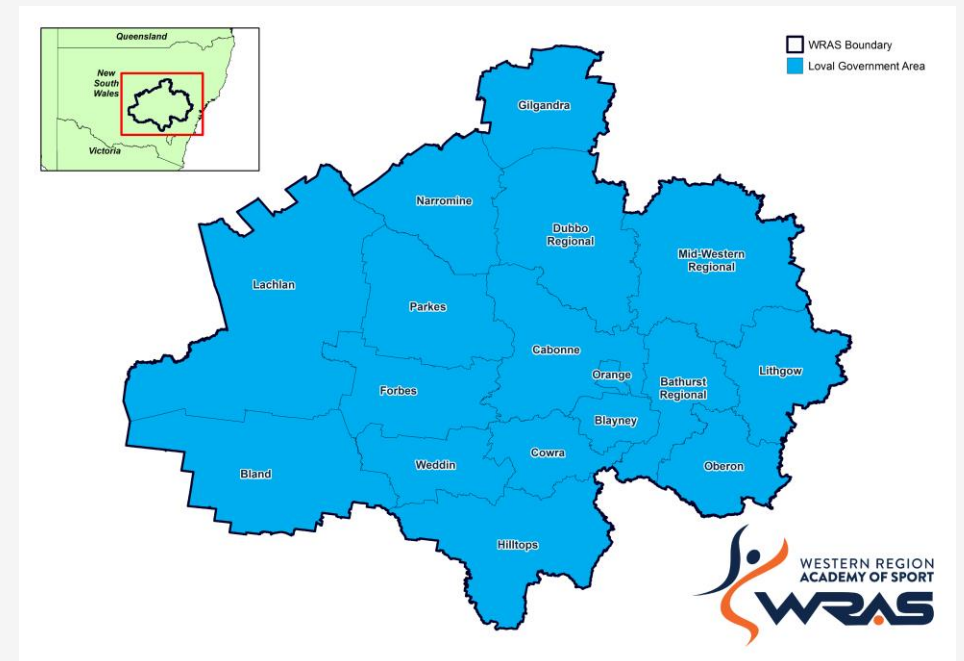 Queensland
New
South
Wales
Victoria
WRAS Boundary
Loval Government Area
Gilgandra
Narromine
Dubbo
Regional
Mid-Western
Regional
Lachlan
Parkes
Cabonne
Orange
Lithgow
Bathurst
Regional
Forbes
Blayney
Cowra
Weddin
Oberon
Bland
Hilltops
WESTERN REGION
ACADEMY OF SPORT
WRAS